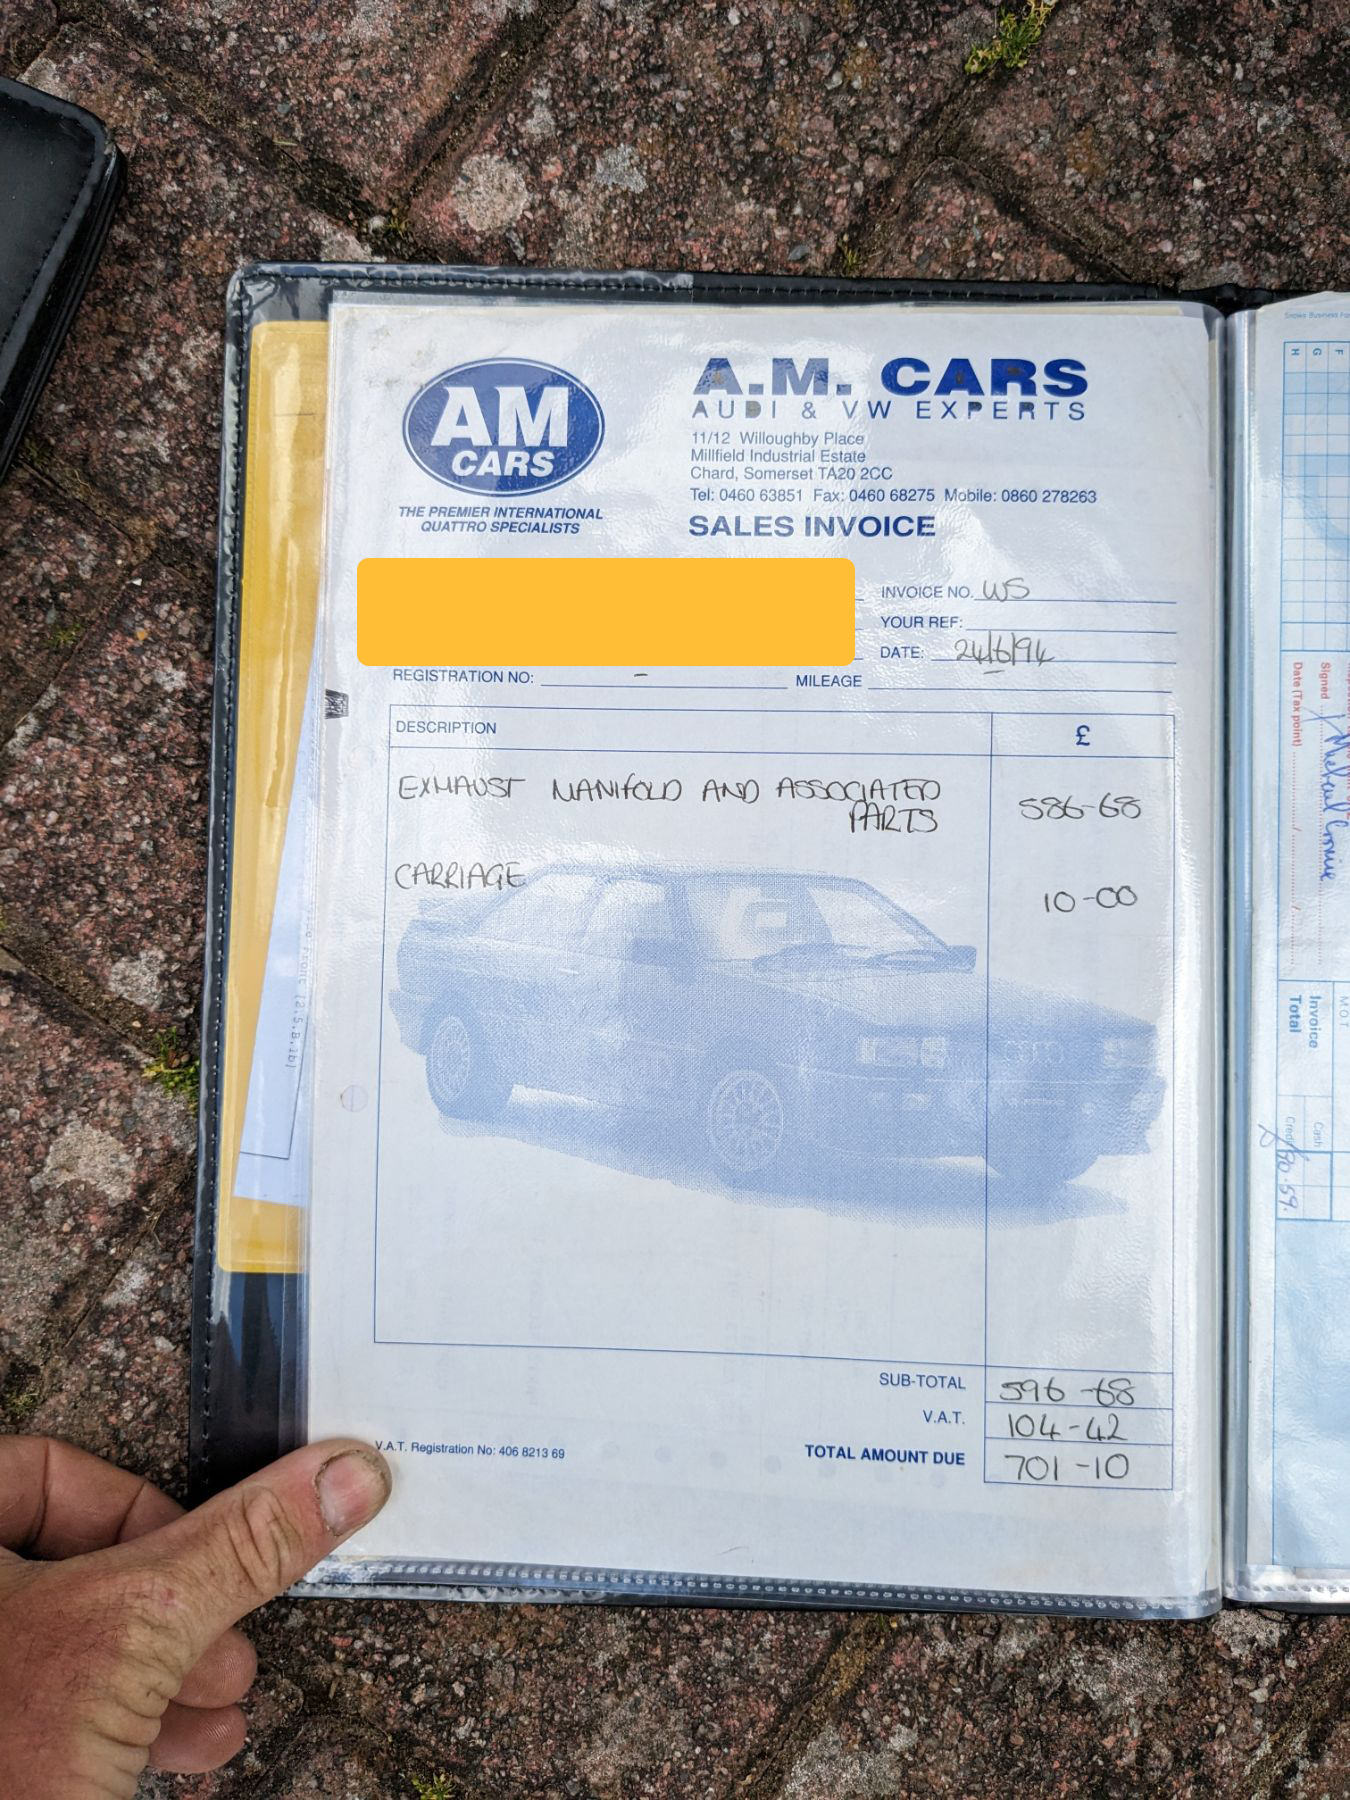 AM
CARS
THE PREMIER INTERNATIONAL
QUATTRO SPECIALISTS
A.M. CARS
AUDI & VW EXPERTS
11/12 Willoughby Place
Millfield Industrial Estate
Chard, Somerset TA20 2CC
Tel: 0460 63851 Fax: 0460 68275 Mobile: 0860 278263
SALES INVOICE
INVOICE NO. WS
YOUR REF:
DATE: 24/6/94
REGISTRATION NO: -
MILEAGE
DESCRIPTION £
EXHAUST MANIFOLD AND ASSOCIATED
PARTS 586-68
CARRIAGE 10-00
SUB-TOTAL 596-68
V.A.T. 104-42
TOTAL AMOUNT DUE 701-10
V.A.T. Registration No: 406 8213 69
H
G
F
Signed
Date (Tax point)
M.O.T
Invoice
Total
Cash